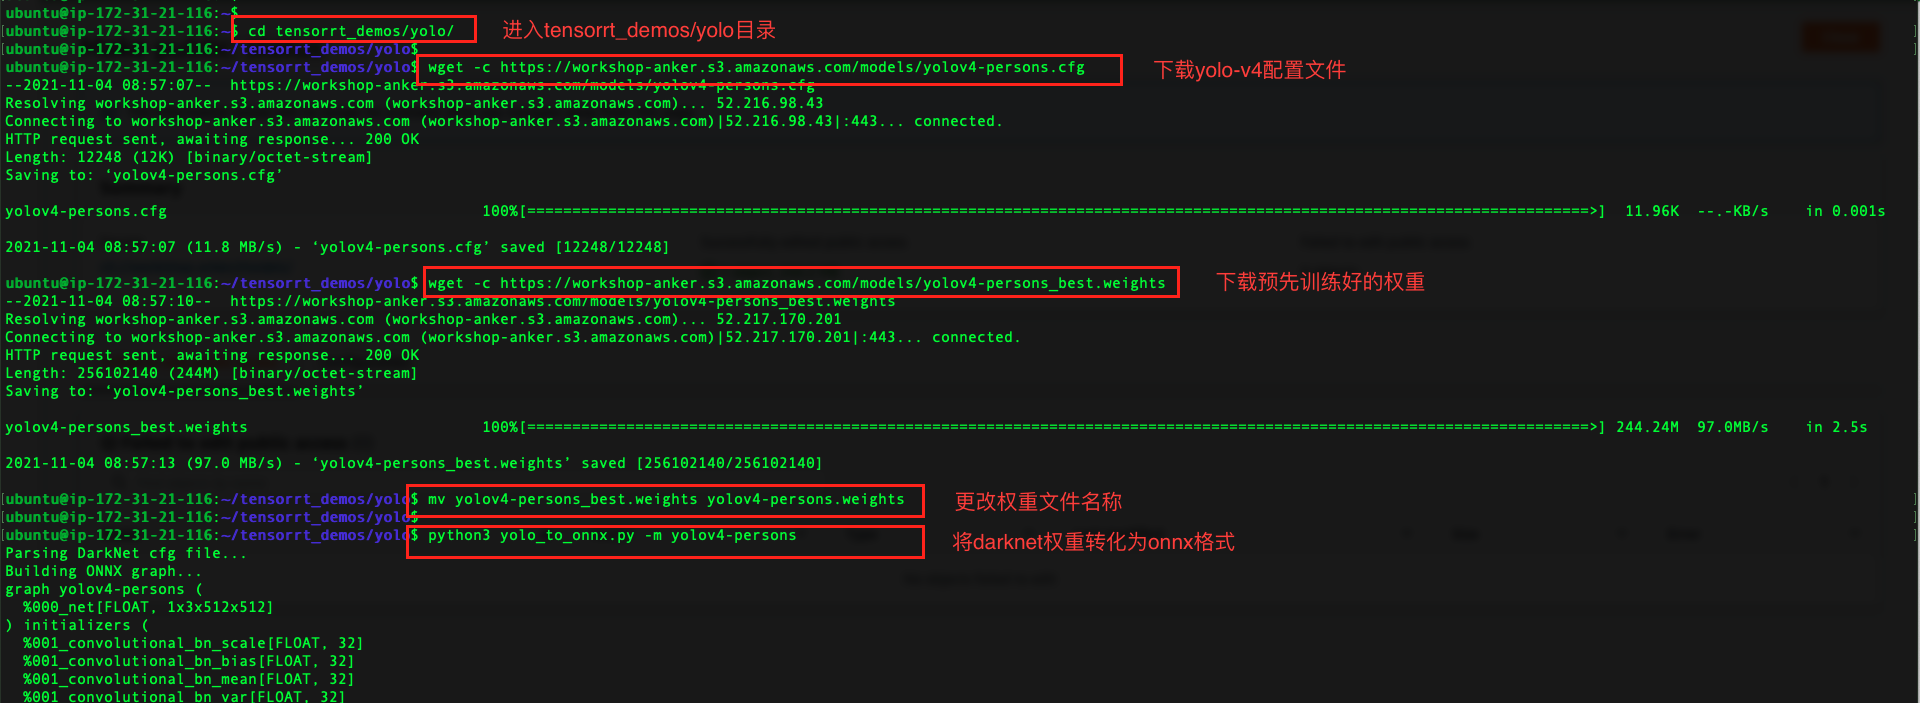 ubuntu@ip-172-31-21-116:~$
ubuntu@ip-172-31-21-116:~$ cd tensorrt_demos/yolo/ 进入tensorrt_demos/yolo目录
ubuntu@ip-172-31-21-116:~/tensorrt_demos/yolo$
ubuntu@ip-172-31-21-116:~/tensorrt_demos/yolo$ wget -c https://workshop-anker.s3.amazonaws.com/models/yolov4-persons.cfg 下载yolo-v4配置文件
--2021-11-04 08:57:07-- https://workshop-anker.s3.amazonaws.com/models/yolov4-persons.cfg
Resolving workshop-anker.s3.amazonaws.com (workshop-anker.s3.amazonaws.com)... 52.216.98.43
Connecting to workshop-anker.s3.amazonaws.com (workshop-anker.s3.amazonaws.com)|52.216.98.43|:443... connected.
HTTP request sent, awaiting response... 200 OK
Length: 12248 (12K) [binary/octet-stream]
Saving to: ‘yolov4-persons.cfg’
yolov4-persons.cfg 100%[======================================================================================================================>] 11.96K --.-KB/s in 0.001s
2021-11-04 08:57:07 (11.8 MB/s) - ‘yolov4-persons.cfg’ saved [12248/12248]
ubuntu@ip-172-31-21-116:~/tensorrt_demos/yolo$ wget -c https://workshop-anker.s3.amazonaws.com/models/yolov4-persons_best.weights 下载预先训练好的权重
--2021-11-04 08:57:10-- https://workshop-anker.s3.amazonaws.com/models/yolov4-persons_best.weights
Resolving workshop-anker.s3.amazonaws.com (workshop-anker.s3.amazonaws.com)... 52.217.170.201
Connecting to workshop-anker.s3.amazonaws.com (workshop-anker.s3.amazonaws.com)|52.217.170.201|:443... connected.
HTTP request sent, awaiting response... 200 OK
Length: 256102140 (244M) [binary/octet-stream]
Saving to: ‘yolov4-persons_best.weights’
yolov4-persons_best.weights 100%[======================================================================================================================>] 244.24M 97.0MB/s in 2.5s
2021-11-04 08:57:13 (97.0 MB/s) - ‘yolov4-persons_best.weights’ saved [256102140/256102140]
ubuntu@ip-172-31-21-116:~/tensorrt_demos/yolo$ mv yolov4-persons_best.weights yolov4-persons.weights 更改权重文件名称
ubuntu@ip-172-31-21-116:~/tensorrt_demos/yolo$
ubuntu@ip-172-31-21-116:~/tensorrt_demos/yolo$ python3 yolo_to_onnx.py -m yolov4-persons 将darknet权重转化为onnx格式
Parsing DarkNet cfg file...
Building ONNX graph...
graph yolov4-persons (
%000_net[FLOAT, 1x3x512x512]
) initializers (
%001_convolutional_bn_scale[FLOAT, 32]
%001_convolutional_bn_bias[FLOAT, 32]
%001_convolutional_bn_mean[FLOAT, 32]
%001_convolutional_bn_var[FLOAT, 32]